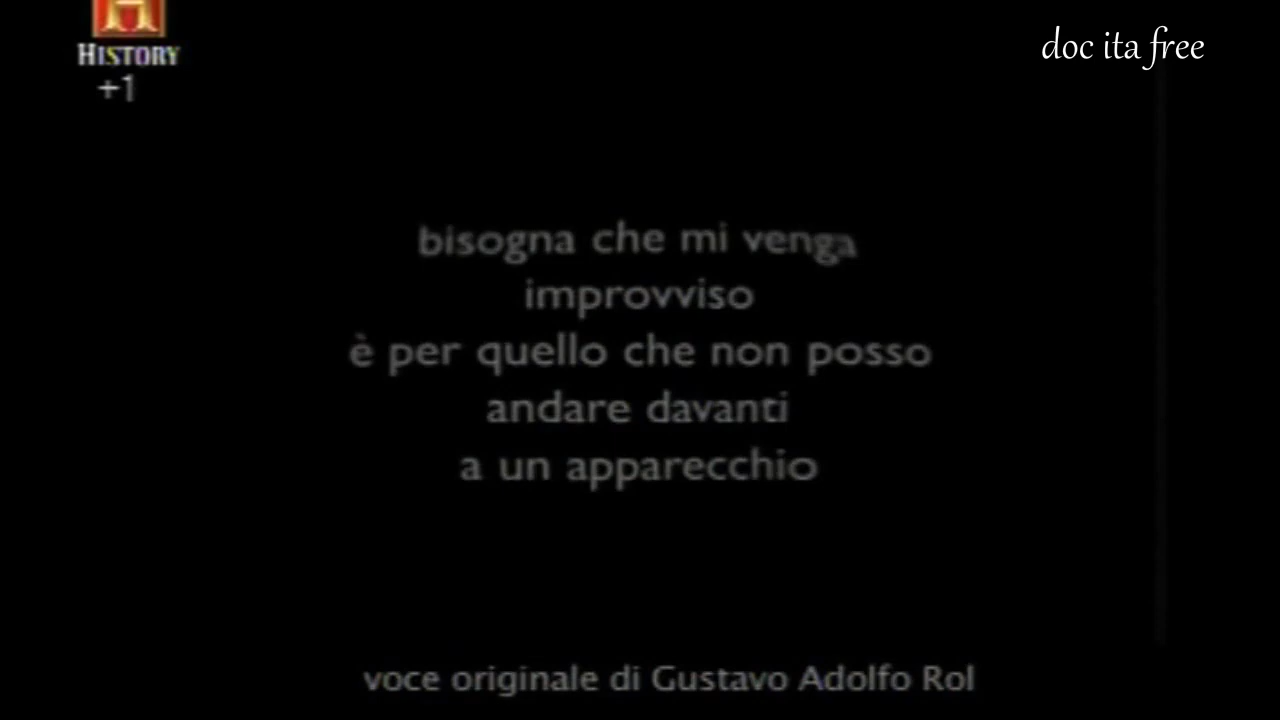 HISTORY
+1
doc ita free
bisogna che mi venga
improvviso
è per quello che non posso
andare davanti
a un apparecchio
voce originale di Gustavo Adolfo Rol